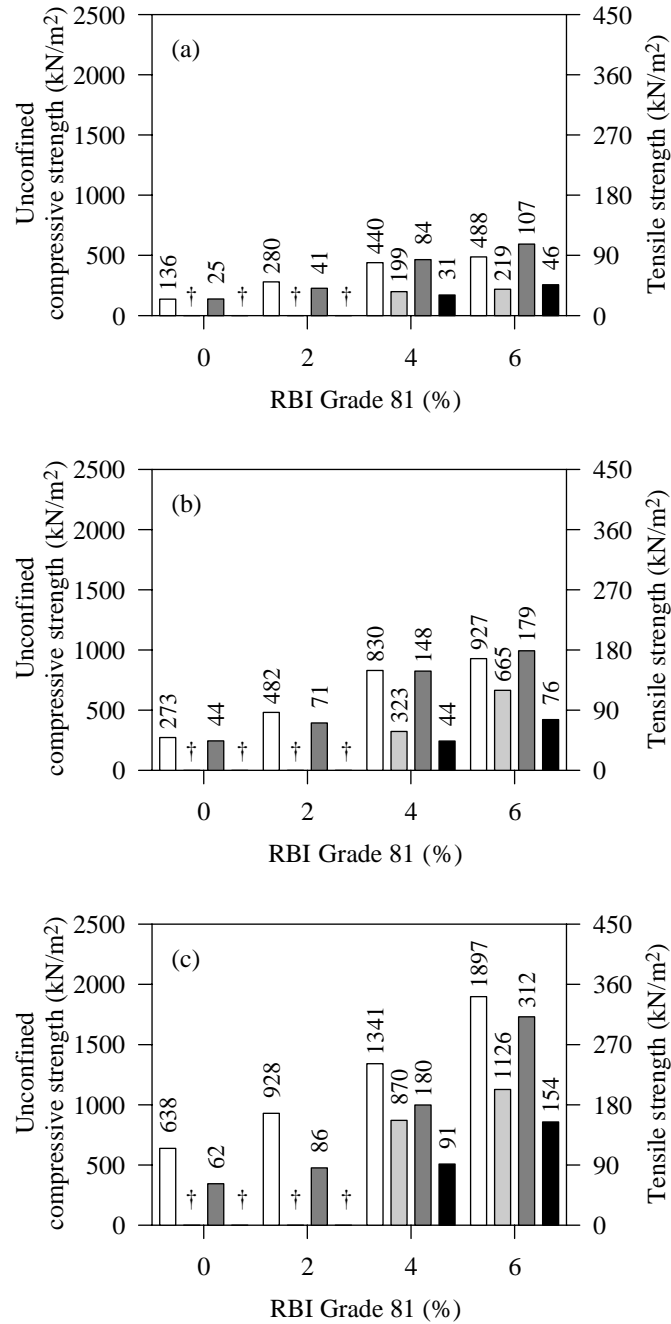 (a)
Unconfined
compressive strength (kN/m²)
2500
2000
1500
1000
500
0
450
360
270
180
90
0
Tensile strength (kN/m²)
136 † 25 † 280 † 41 † 440 199 84 31 488 219 107 46
0 2 4 6
RBI Grade 81 (%)
(b)
Unconfined
compressive strength (kN/m²)
2500
2000
1500
1000
500
0
450
360
270
180
90
0
Tensile strength (kN/m²)
273 † 44 † 482 † 71 † 830 323 148 44 927 665 179 76
0 2 4 6
RBI Grade 81 (%)
(c)
Unconfined
compressive strength (kN/m²)
2500
2000
1500
1000
500
0
450
360
270
180
90
0
Tensile strength (kN/m²)
638 † 62 † 928 † 86 † 1341 870 180 91 1897 1126 312 154
0 2 4 6
RBI Grade 81 (%)